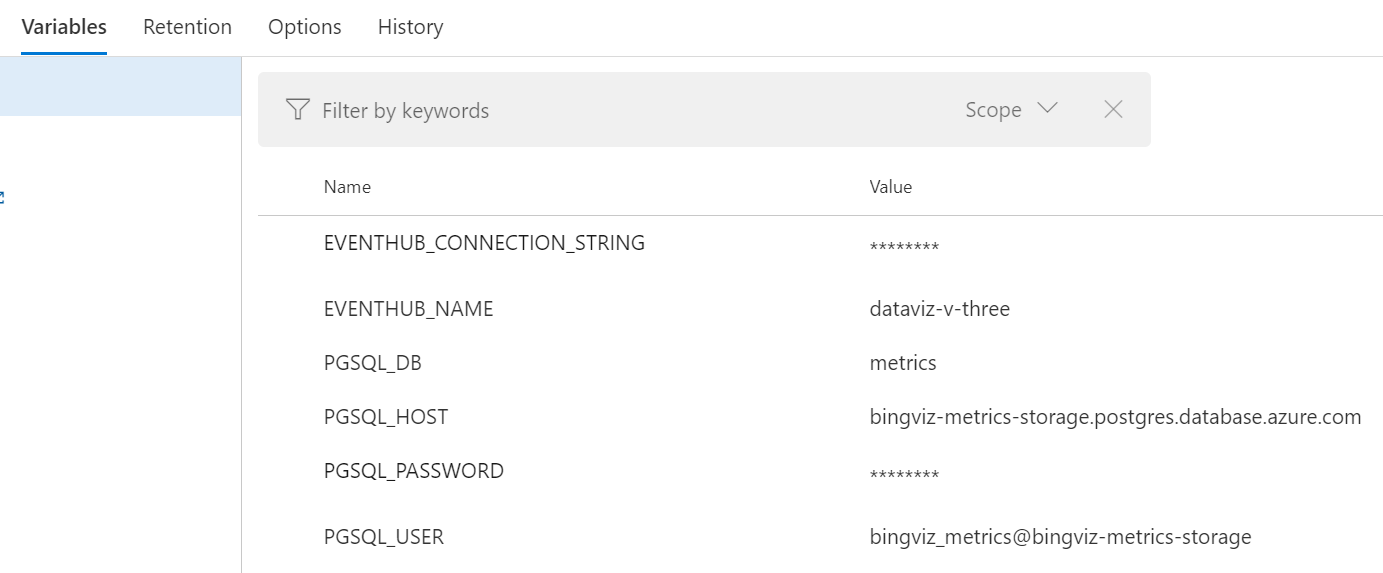 Variables Retention Options History
Filter by keywords Scope
Name Value
EVENTHUB_CONNECTION_STRING ********
EVENTHUB_NAME dataviz-v-three
PGSQL_DB metrics
PGSQL_HOST bingviz-metrics-storage.postgres.database.azure.com
PGSQL_PASSWORD ********
PGSQL_USER bingviz_metrics@bingviz-metrics-storage